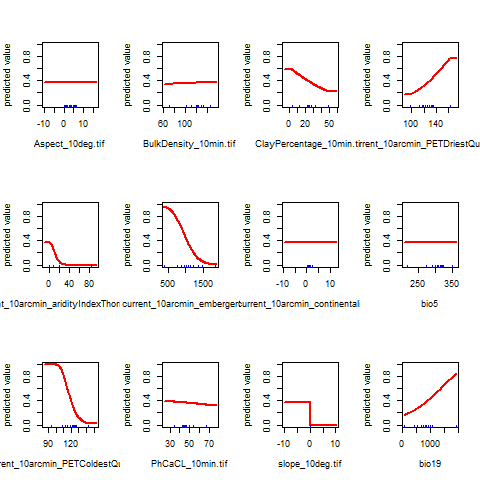 predicted value
0.0 0.4 0.8
-10 0 10
Aspect_10deg.tif
predicted value
0.0 0.4 0.8
60 100
BulkDensity_10min.tif
predicted value
0.0 0.4 0.8
0 20 50
ClayPercentage_10min.tif
predicted value
0.0 0.4 0.8
100 140
rrent_10arcmin_PETDriestQu
predicted value
0.0 0.4 0.8
0 40 80
nt_10arcmin_aridityIndexThor
predicted value
0.0 0.4 0.8
500 1500
current_10arcmin_emberger
predicted value
0.0 0.4 0.8
-10 0 10
urrent_10arcmin_continental
predicted value
0.0 0.4 0.8
250 350
bio5
predicted value
0.0 0.4 0.8
90 120
rent_10arcmin_PETColdestQu
predicted value
0.0 0.4 0.8
30 50 70
PhCaCL_10min.tif
predicted value
0.0 0.4 0.8
-10 0 10
slope_10deg.tif
predicted value
0.0 0.4 0.8
0 1000
bio19